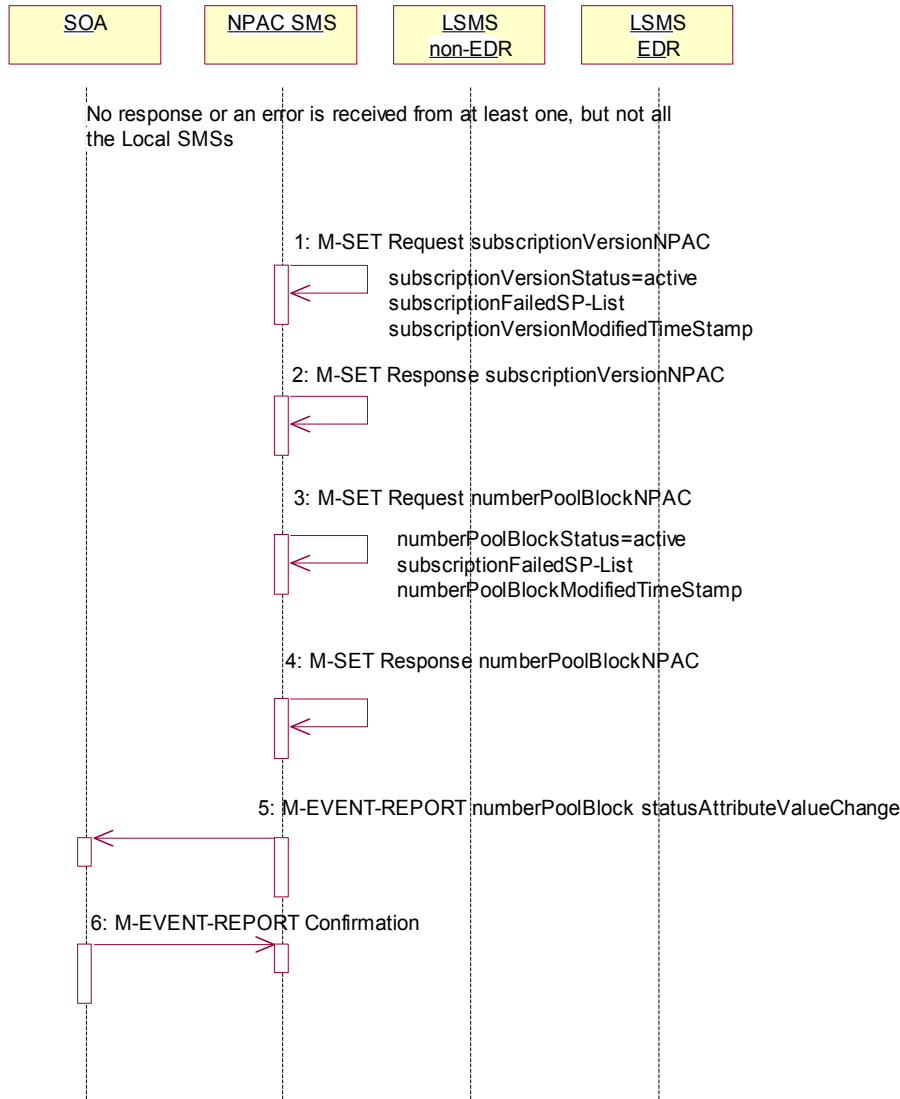 SOA
NPAC SMS
LSMS
non-EDR
LSMS
EDR
No response or an error is received from at least one, but not all
the Local SMSs
1: M-SET Request subscriptionVersionNPAC
subscriptionVersionStatus=active
subscriptionFailedSP-List
subscriptionVersionModifiedTimeStamp
2: M-SET Response subscriptionVersionNPAC
3: M-SET Request numberPoolBlockNPAC
numberPoolBlockStatus=active
subscriptionFailedSP-List
numberPoolBlockModifiedTimeStamp
4: M-SET Response numberPoolBlockNPAC
5: M-EVENT-REPORT numberPoolBlock statusAttributeValueChange
6: M-EVENT-REPORT Confirmation